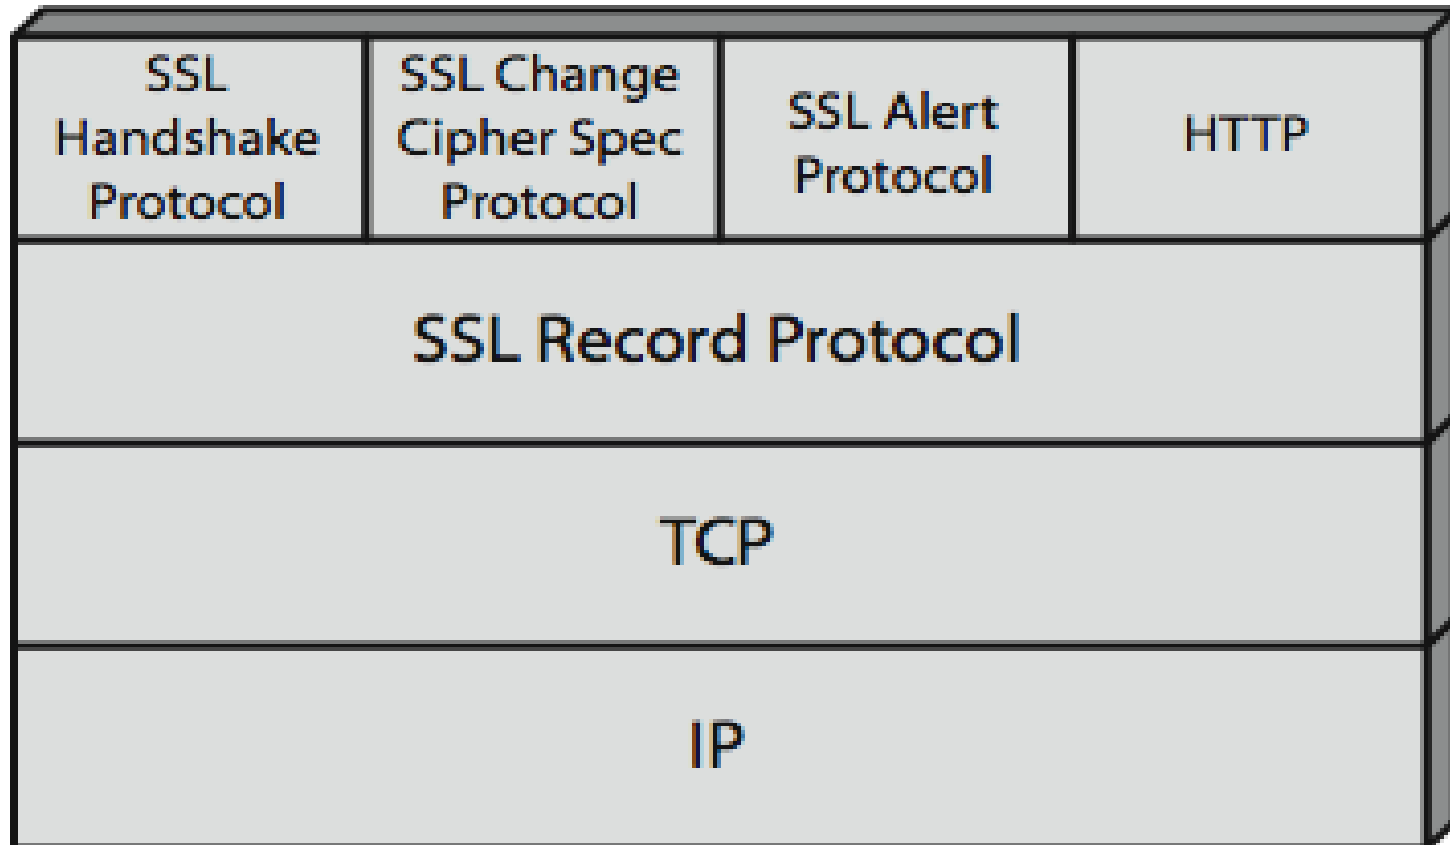 SSL
Handshake
Protocol
SSL Change
Cipher Spec
Protocol
SSL Alert
Protocol
HTTP
SSL Record Protocol
TCP
IP